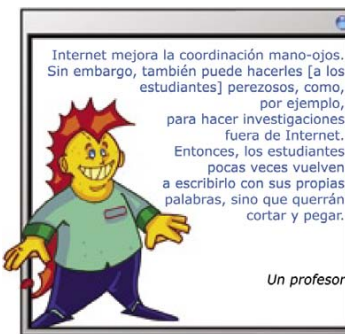 Internet mejora la coordinación mano-ojos.
Sin embargo, también puede hacerles [a los
estudiantes] perezosos, como,
por ejemplo,
para hacer investigaciones
fuera de Internet.
Entonces, los estudiantes
pocas veces vuelven
a escribirlo con sus propias
palabras, sino que querrán
cortar y pegar.
Un profesor